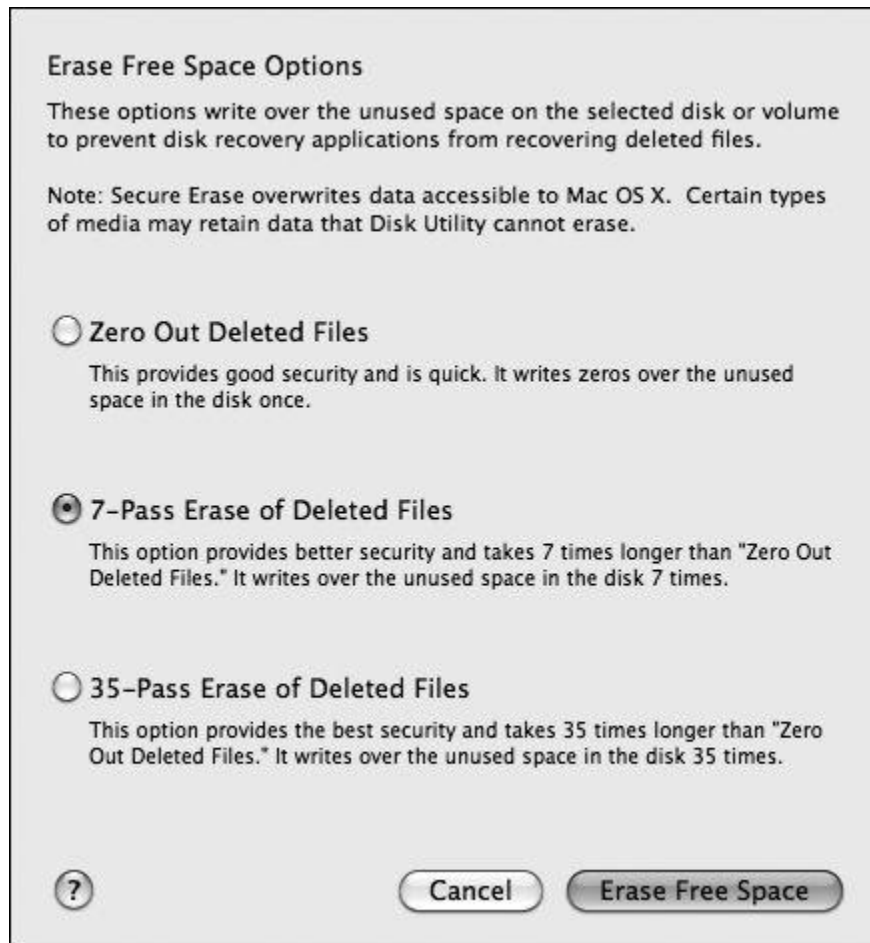 Erase Free Space Options
These options write over the unused space on the selected disk or volume
to prevent disk recovery applications from recovering deleted files.
Note: Secure Erase overwrites data accessible to Mac OS X.  Certain types
of media may retain data that Disk Utility cannot erase.
Zero Out Deleted Files
This provides good security and is quick. It writes zeros over the unused
space in the disk once.
7-Pass Erase of Deleted Files
This option provides better security and takes 7 times longer than "Zero Out
Deleted Files." It writes over the unused space in the disk 7 times.
35-Pass Erase of Deleted Files
This option provides the best security and takes 35 times longer than "Zero
Out Deleted Files." It writes over the unused space in the disk 35 times.
? Cancel Erase Free Space